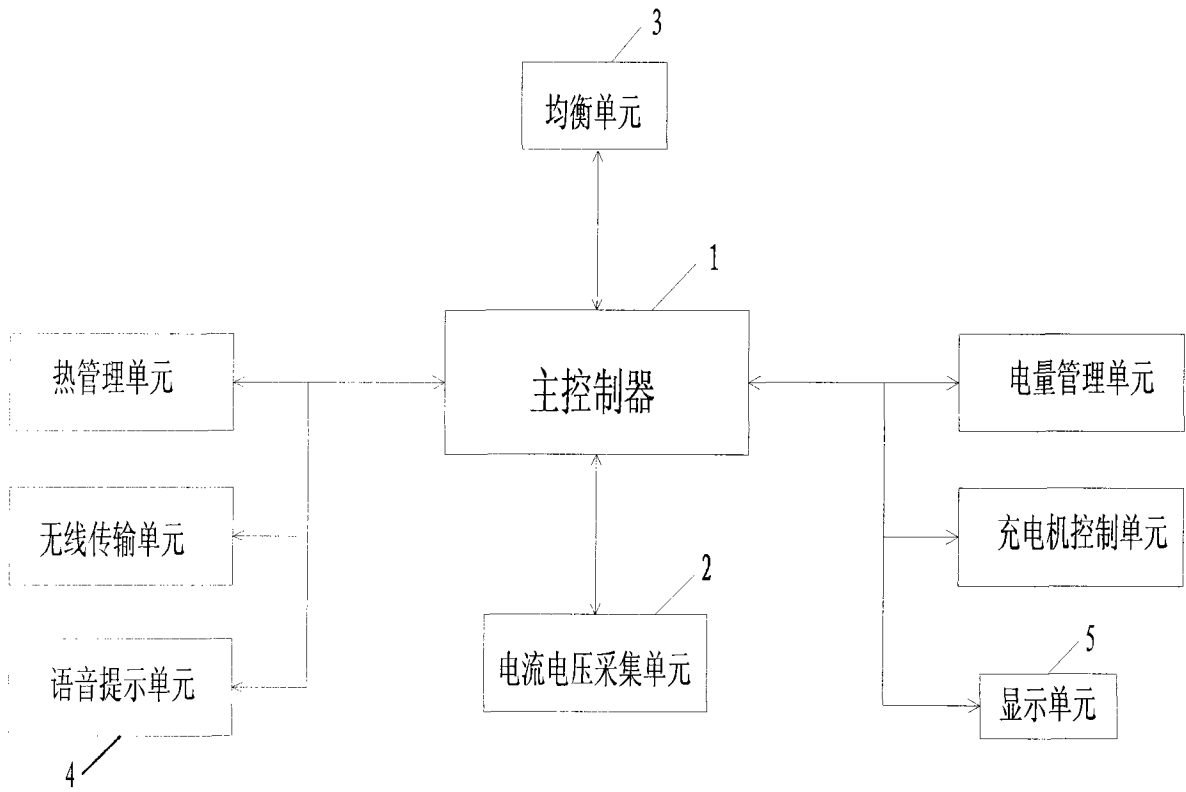 3
均衡单元
1
热管理单元
主控制器
电量管理单元
无线传输单元
充电机控制单元
2
电流电压采集单元
语音提示单元
5
显示单元
4